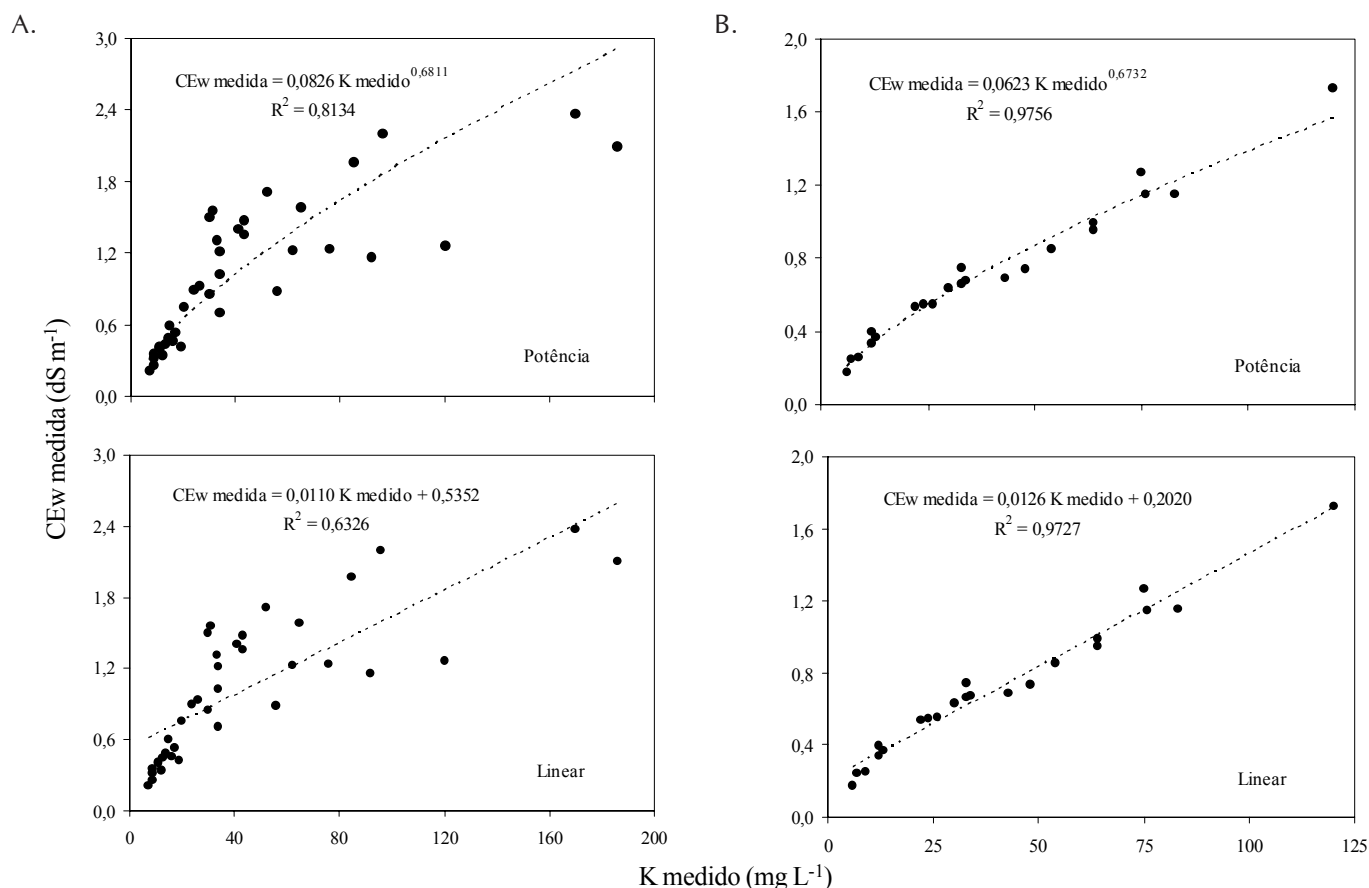 A.
3,0
2,4
1,8
1,2
0,6
0,0
CEw medida = 0,0826 K medido^0,6811
R² = 0,8134
Potência
B.
2,0
1,6
1,2
0,8
0,4
0,0
CEw medida = 0,0623 K medido^0,6732
R² = 0,9756
Potência
CEw medida (dS m⁻¹)
3,0
2,4
1,8
1,2
0,6
0,0
CEw medida = 0,0110 K medido + 0,5352
R² = 0,6326
Linear
0 40 80 120 160 200
2,0
1,6
1,2
0,8
0,4
0,0
CEw medida = 0,0126 K medido + 0,2020
R² = 0,9727
Linear
0 25 50 75 100 125
K medido (mg L⁻¹)